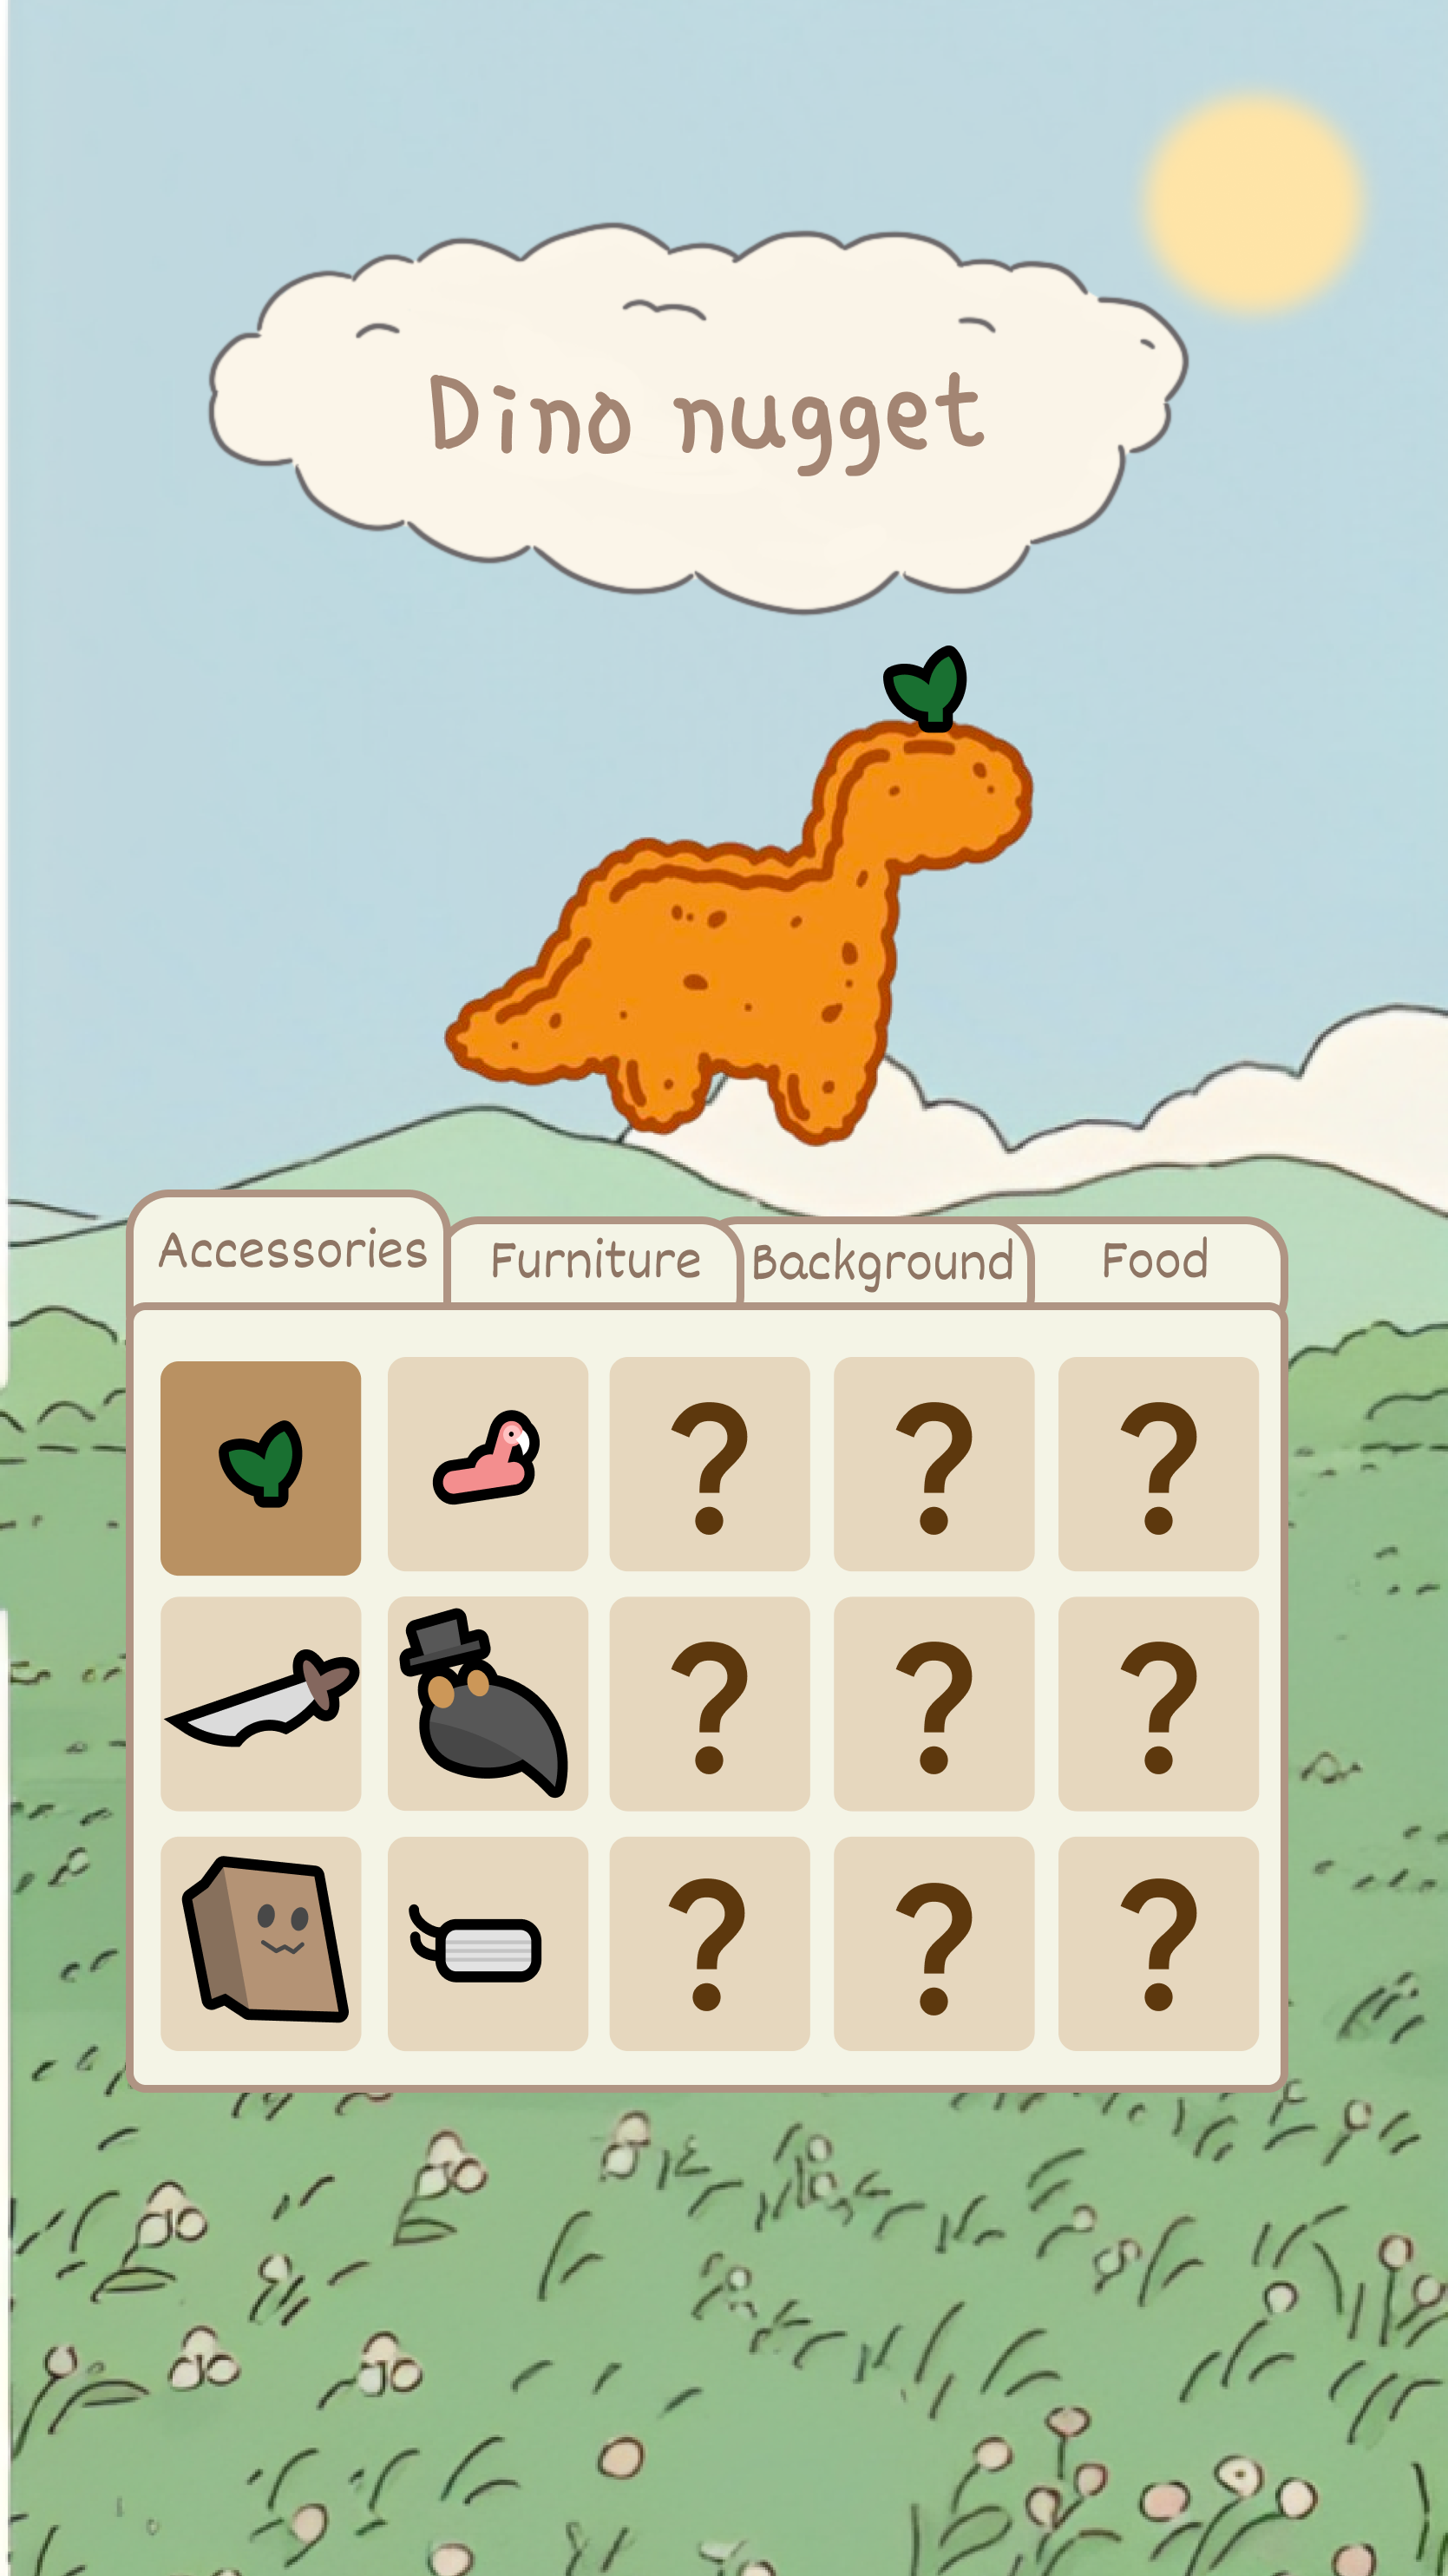 Dino nugget
Accessories
Furniture
Background
Food
? ? ?
? ? ?
? ? ?